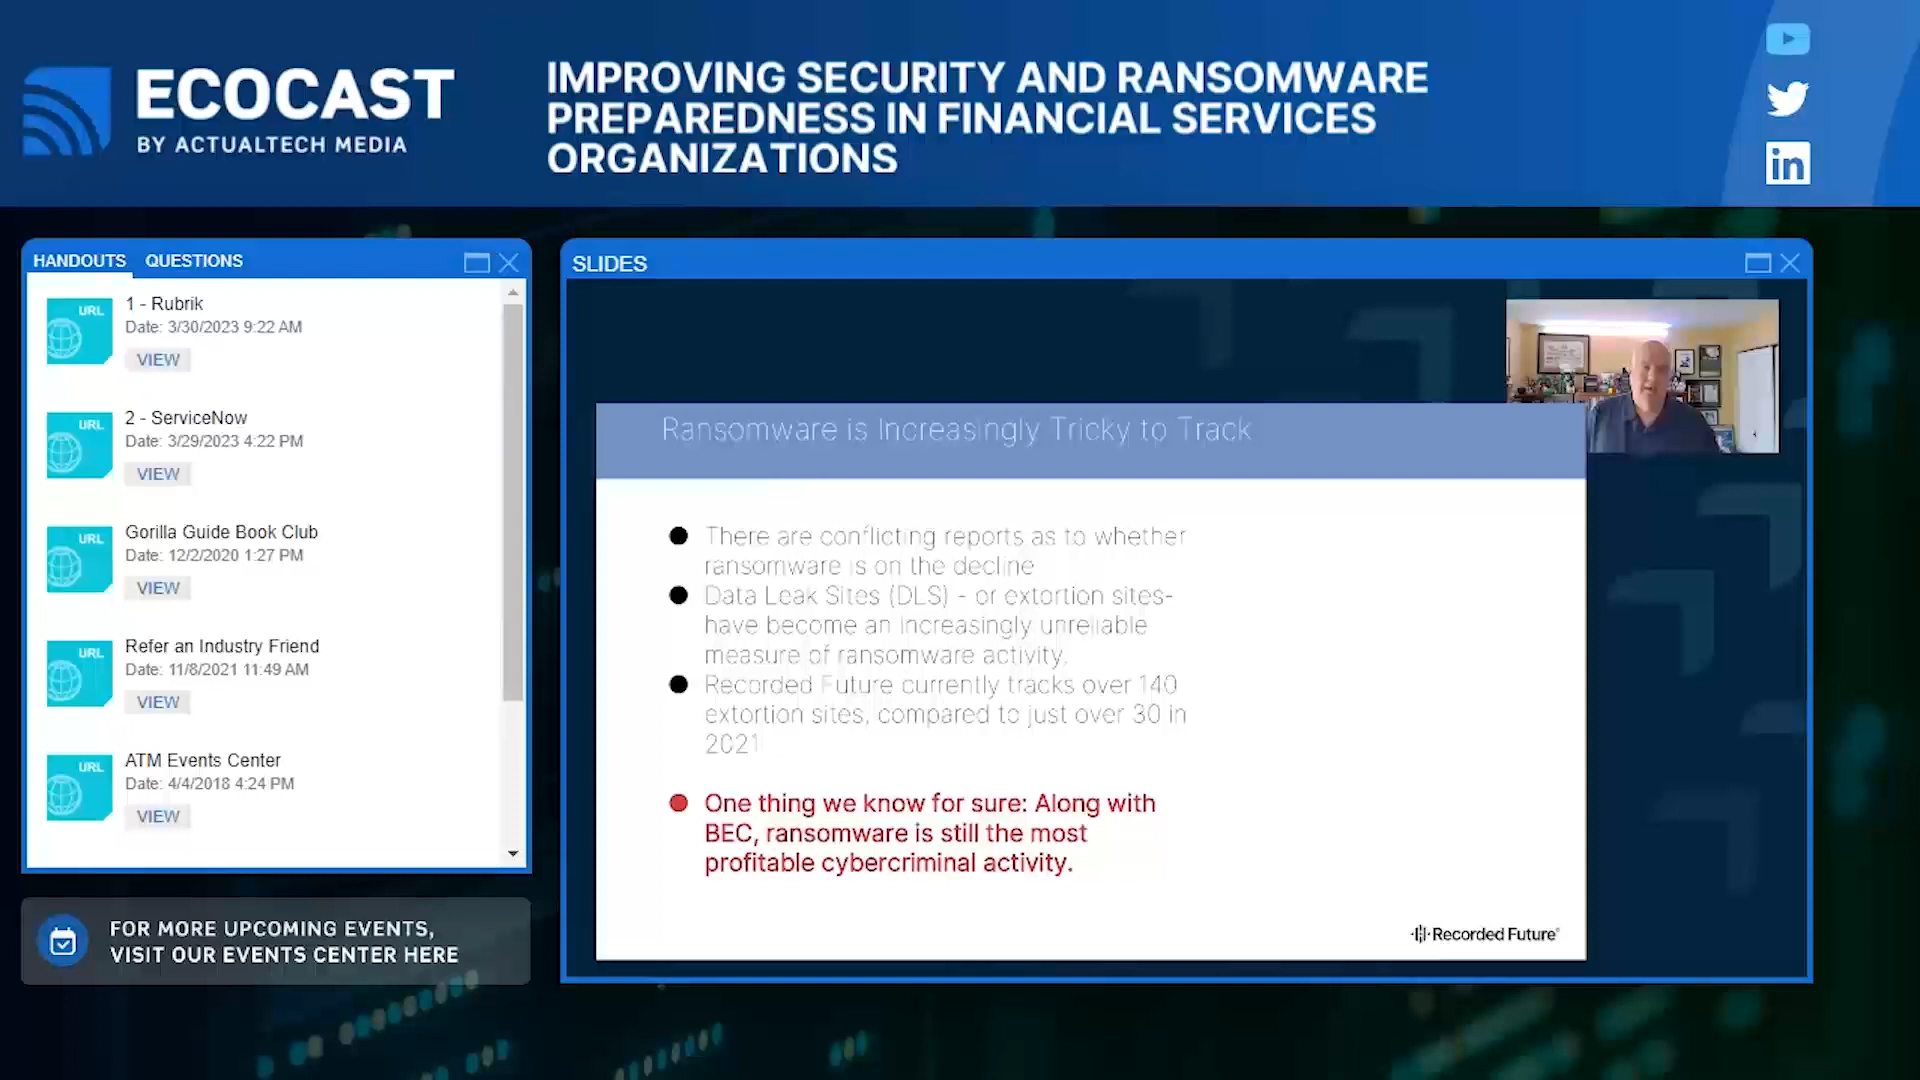 ECOCAST
BY ACTUALTECH MEDIA
IMPROVING SECURITY AND RANSOMWARE
PREPAREDNESS IN FINANCIAL SERVICES
ORGANIZATIONS
in
HANDOUTS QUESTIONS
URL
1 - Rubrik
Date: 3/30/2023 9:22 AM
VIEW
URL
2 - ServiceNow
Date: 3/29/2023 4:22 PM
VIEW
URL
Gorilla Guide Book Club
Date: 12/2/2020 1:27 PM
VIEW
URL
Refer an Industry Friend
Date: 11/8/2021 11:49 AM
VIEW
URL
ATM Events Center
Date: 4/4/2018 4:24 PM
VIEW
FOR MORE UPCOMING EVENTS,
VISIT OUR EVENTS CENTER HERE
SLIDES
Ransomware is Increasingly Tricky to Track
● There are conflicting reports as to whether
ransomware is on the decline
● Data Leak Sites (DLS) - or extortion sites-
have become an increasingly unreliable
measure of ransomware activity.
● Recorded Future currently tracks over 140
extortion sites, compared to just over 30 in
2021
● One thing we know for sure: Along with
BEC, ransomware is still the most
profitable cybercriminal activity.
Recorded Future®